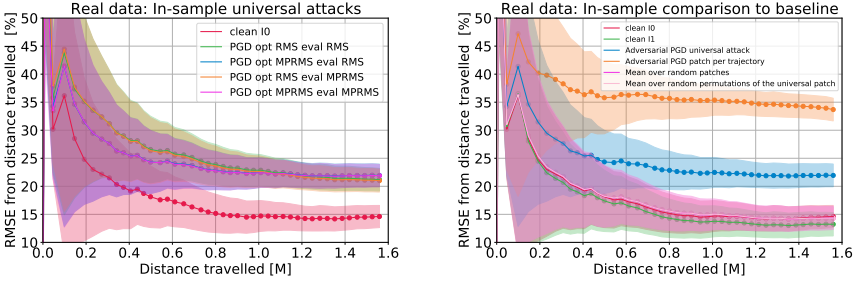 Real data: In-sample universal attacks
RMSE from distance travelled [%]
50
45
40
35
30
25
20
15
10
clean I0
PGD opt RMS eval RMS
PGD opt MPRMS eval RMS
PGD opt RMS eval MPRMS
PGD opt MPRMS eval MPRMS
0.0 0.2 0.4 0.6 0.8 1.0 1.2 1.4 1.6
Distance travelled [M]
Real data: In-sample comparison to baseline
RMSE from distance travelled [%]
50
45
40
35
30
25
20
15
10
clean I0
clean I1
Adversarial PGD universal attack
Adversarial PGD patch per trajectory
Mean over random patches
Mean over random permutations of the universal patch
0.0 0.2 0.4 0.6 0.8 1.0 1.2 1.4 1.6
Distance travelled [M]